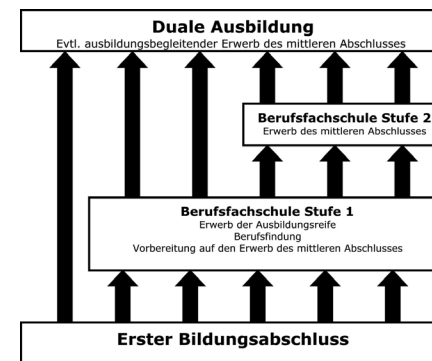 Duale Ausbildung
Evtl. ausbildungsbegleitender Erwerb des mittleren Abschlusses
Berufsfachschule Stufe 2
Erwerb des mittleren Abschlusses
Berufsfachschule Stufe 1
Erwerb der Ausbildungsreife
Berufsfindung
Vorbereitung auf den Erwerb des mittleren Abschlusses
Erster Bildungsabschluss